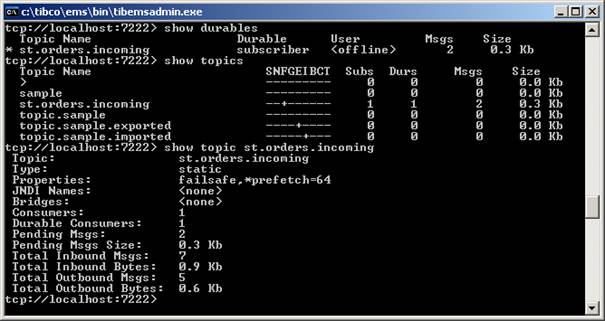 c:\tibco\ems\bin\tibemsadmin.exe
tcp://localhost:7222> show durables
Topic Name Durable User Msgs Size
* st.orders.incoming subscriber <offline> 2 0.3 Kb
tcp://localhost:7222> show topics
Topic Name SNFGEIBCT Subs Durs Msgs Size
> --------- 0 0 0 0.0 Kb
sample --------- 0 0 0 0.0 Kb
st.orders.incoming --+------ 1 1 2 0.3 Kb
topic.sample --------- 0 0 0 0.0 Kb
topic.sample.exported ----+---- 0 0 0 0.0 Kb
topic.sample.imported -----+--- 0 0 0 0.0 Kb
tcp://localhost:7222> show topic st.orders.incoming
Topic: st.orders.incoming
Type: static
Properties: failsafe,*prefetch=64
JNDI Names: <none>
Bridges: <none>
Consumers: 1
Durable Consumers: 1
Pending Msgs: 2
Pending Msgs Size: 0.3 Kb
Total Inbound Msgs: 7
Total Inbound Bytes: 0.9 Kb
Total Outbound Msgs: 5
Total Outbound Bytes: 0.6 Kb
tcp://localhost:7222>